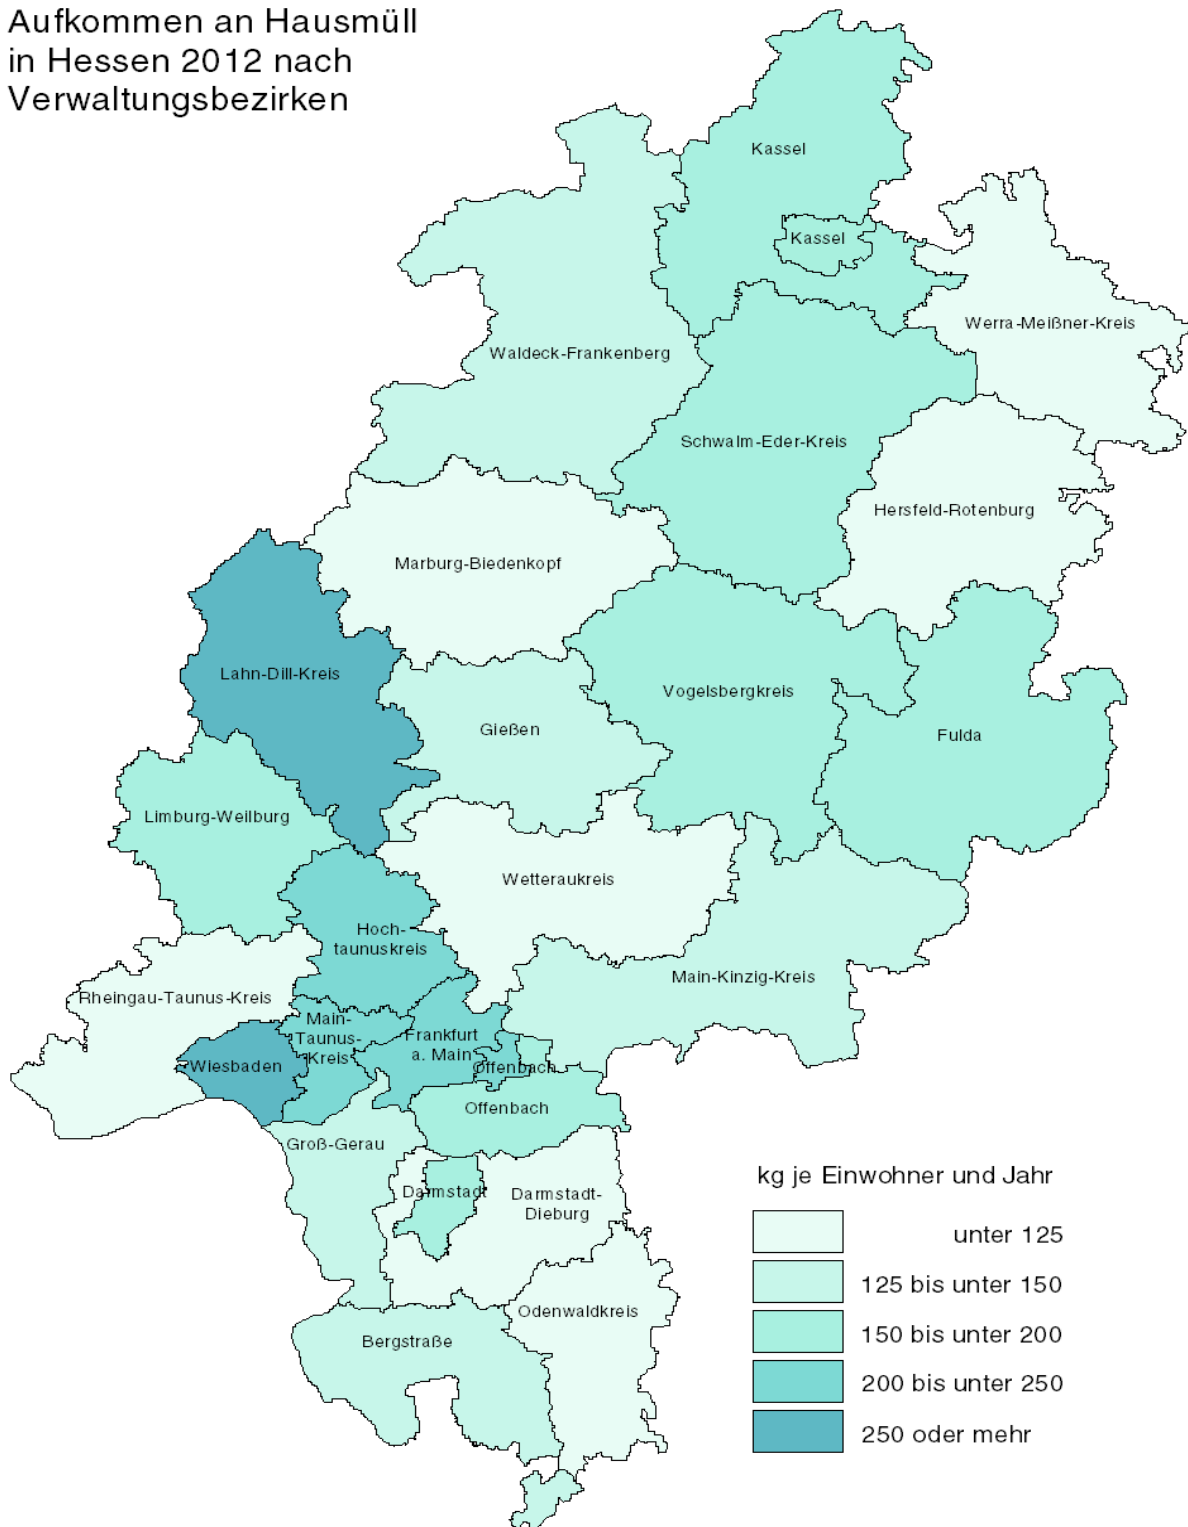 Aufkommen an Hausmüll
in Hessen 2012 nach
Verwaltungsbezirken
Kassel
Kassel
Werra-Meißner-Kreis
Waldeck-Frankenberg
Schwalm-Eder-Kreis
Hersfeld-Rotenburg
Marburg-Biedenkopf
Lahn-Dill-Kreis
Vogelsbergkreis
Gießen
Fulda
Limburg-Weilburg
Wetteraukreis
Hoch-
taunuskreis
Main-Kinzig-Kreis
Rheingau-Taunus-Kreis
Main-
Taunus-
Kreis
Frankfurt
a. Main
Wiesbaden
Offenbach
Offenbach
Groß-Gerau
Darmstadt
Darmstadt-
Dieburg
Odenwaldkreis
Bergstraße
kg je Einwohner und Jahr
unter 125
125 bis unter 150
150 bis unter 200
200 bis unter 250
250 oder mehr